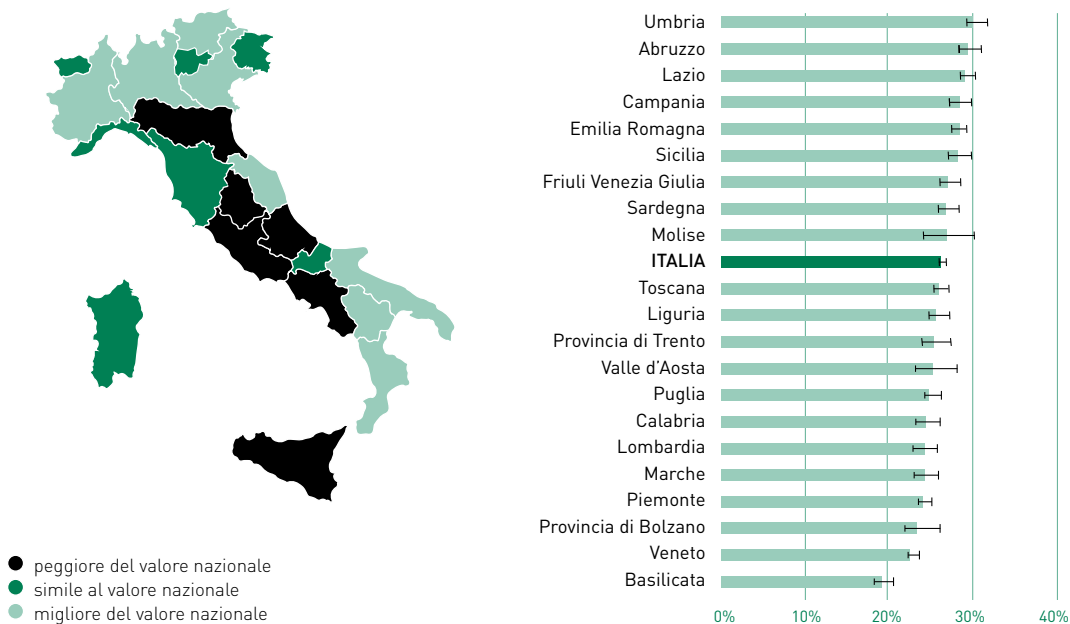 Umbria
Abruzzo
Lazio
Campania
Emilia Romagna
Sicilia
Friuli Venezia Giulia
Sardegna
Molise
ITALIA
Toscana
Liguria
Provincia di Trento
Valle d'Aosta
Puglia
Calabria
Lombardia
Marche
Piemonte
Provincia di Bolzano
Veneto
Basilicata
0% 10% 20% 30% 40%
peggiore del valore nazionale
simile al valore nazionale
migliore del valore nazionale